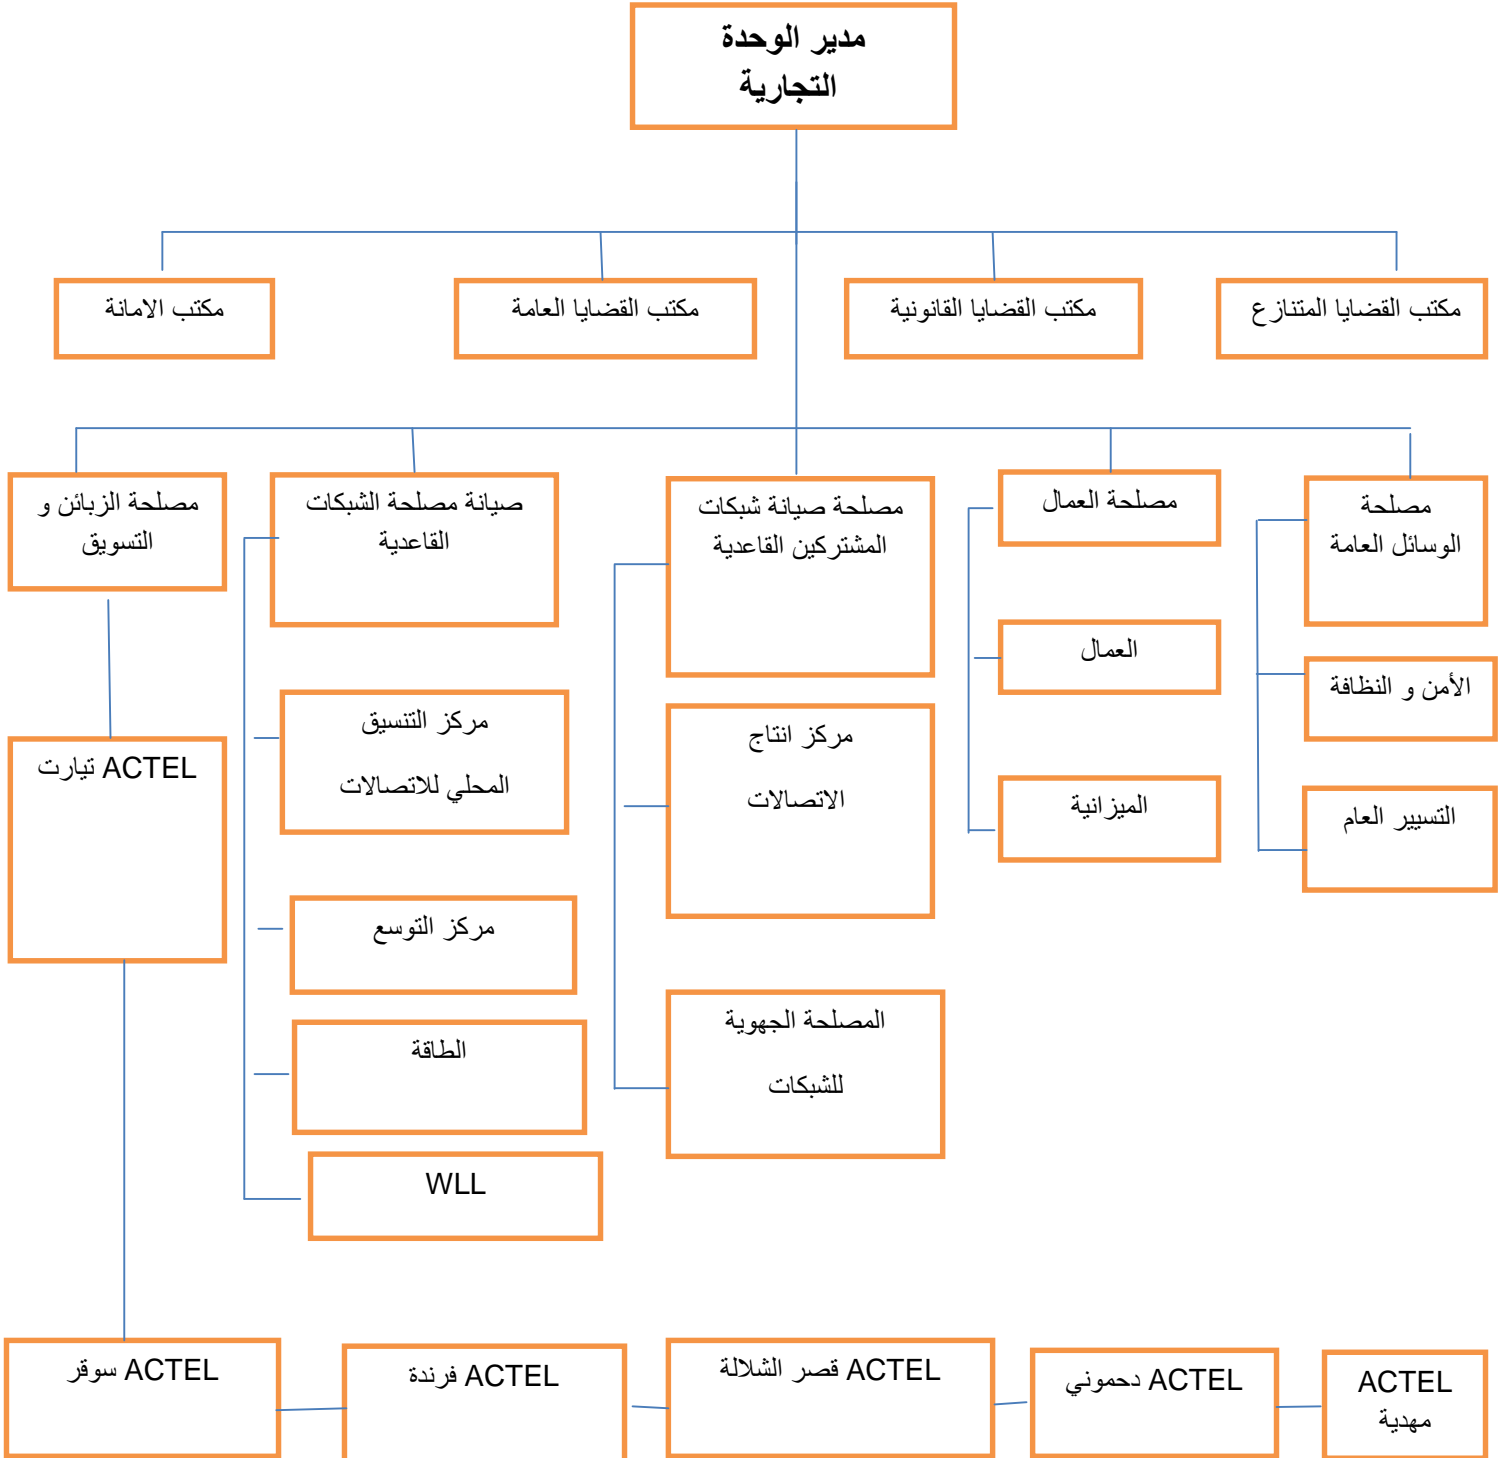 مدير الوحدة
التجارية
مكتب القضايا المتنازع
مكتب القضايا القانونية
مكتب القضايا العامة
مكتب الامانة
مصلحة
الوسائل العامة
مصلحة العمال
مصلحة صيانة شبكات
المشتركين القاعدية
صيانة مصلحة الشبكات
القاعدية
مصلحة الزبائن و
التسويق
الأمن و النظافة
العمال
مركز انتاج
الاتصالات
مركز التنسيق
المحلي للاتصالات
ACTEL تيارت
التسيير العام
الميزانية
مركز التوسع
المصلحة الجهوية
للشبكات
الطاقة
WLL
ACTEL
مهدية
ACTEL دحموني
ACTEL قصر الشلالة
ACTEL فرندة
ACTEL سوقر